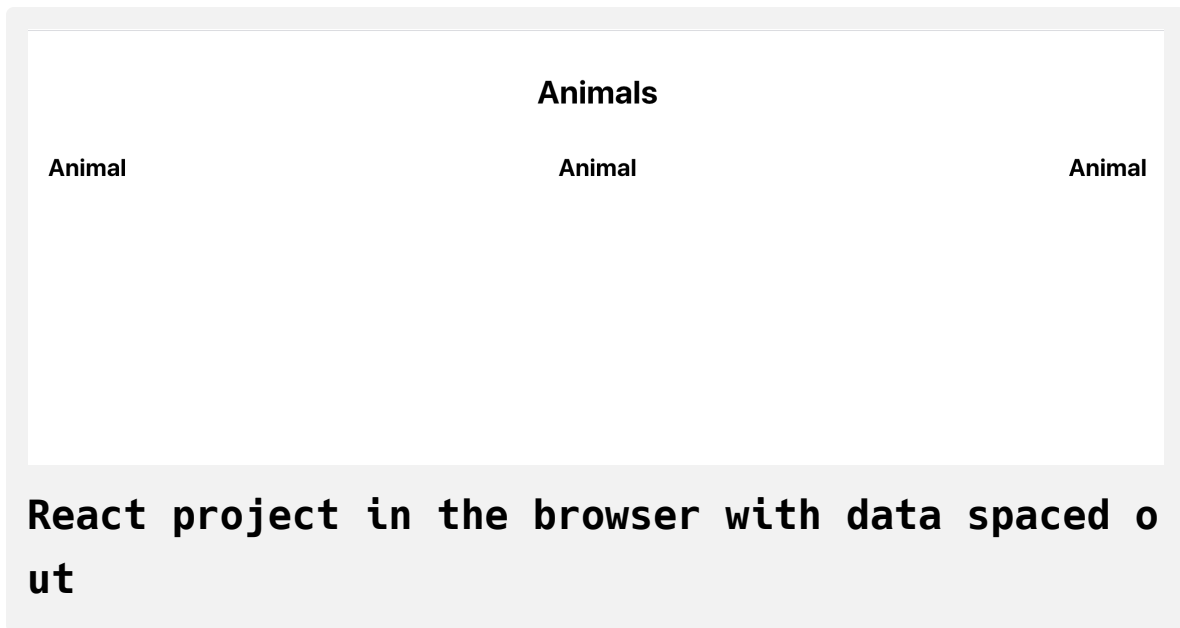 Animals
Animal Animal Animal
React project in the browser with data spaced o
ut